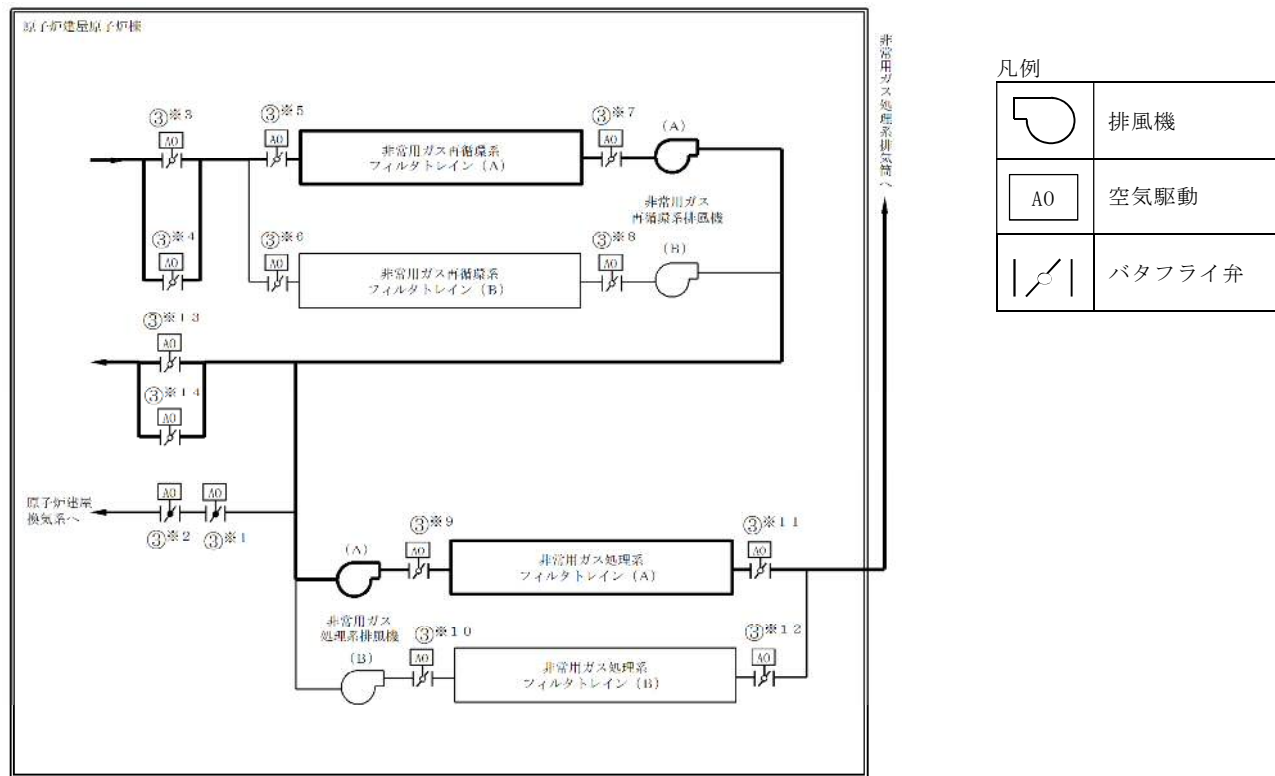 原子炉建屋原子炉棟
③※3
AO
③※5
AO
非常用ガス再循環系
フィルタトレイン (A)
③※7
AO
(A)
非常用ガス
再循環系排風機
③※4
AO
③※6
AO
非常用ガス再循環系
フィルタトレイン (B)
③※8
AO
(B)
③※13
AO
③※14
AO
原子炉建屋
換気系へ
AO
③※2
AO
③※1
(A)
③※9
AO
非常用ガス処理系
フィルタトレイン (A)
③※11
AO
非常用ガス
処理系排風機
(B)
③※10
AO
非常用ガス処理系
フィルタトレイン (B)
③※12
AO
非常用ガス処理系排気筒へ
凡例
排風機
AO
空気駆動
バタフライ弁